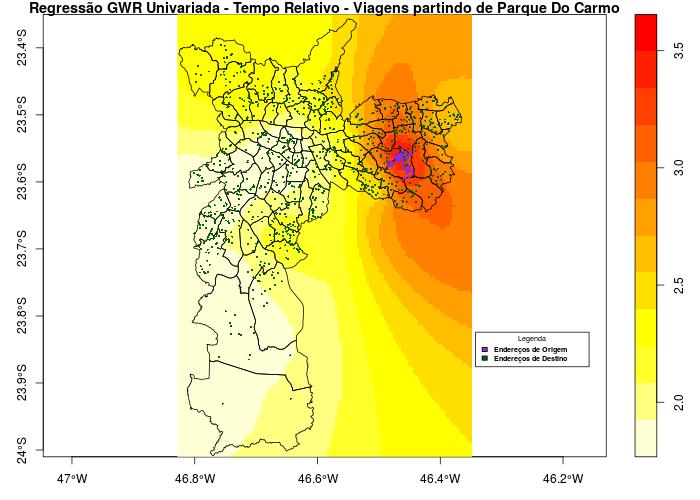 Regressão GWR Univariada - Tempo Relativo - Viagens partindo de Parque Do Carmo
23.4°S
23.5°S
23.6°S
23.7°S
23.8°S
23.9°S
24°S
47°W
46.8°W
46.6°W
46.4°W
46.2°W
Legenda
Endereços de Origem
Endereços de Destino
3.5
3.0
2.5
2.0